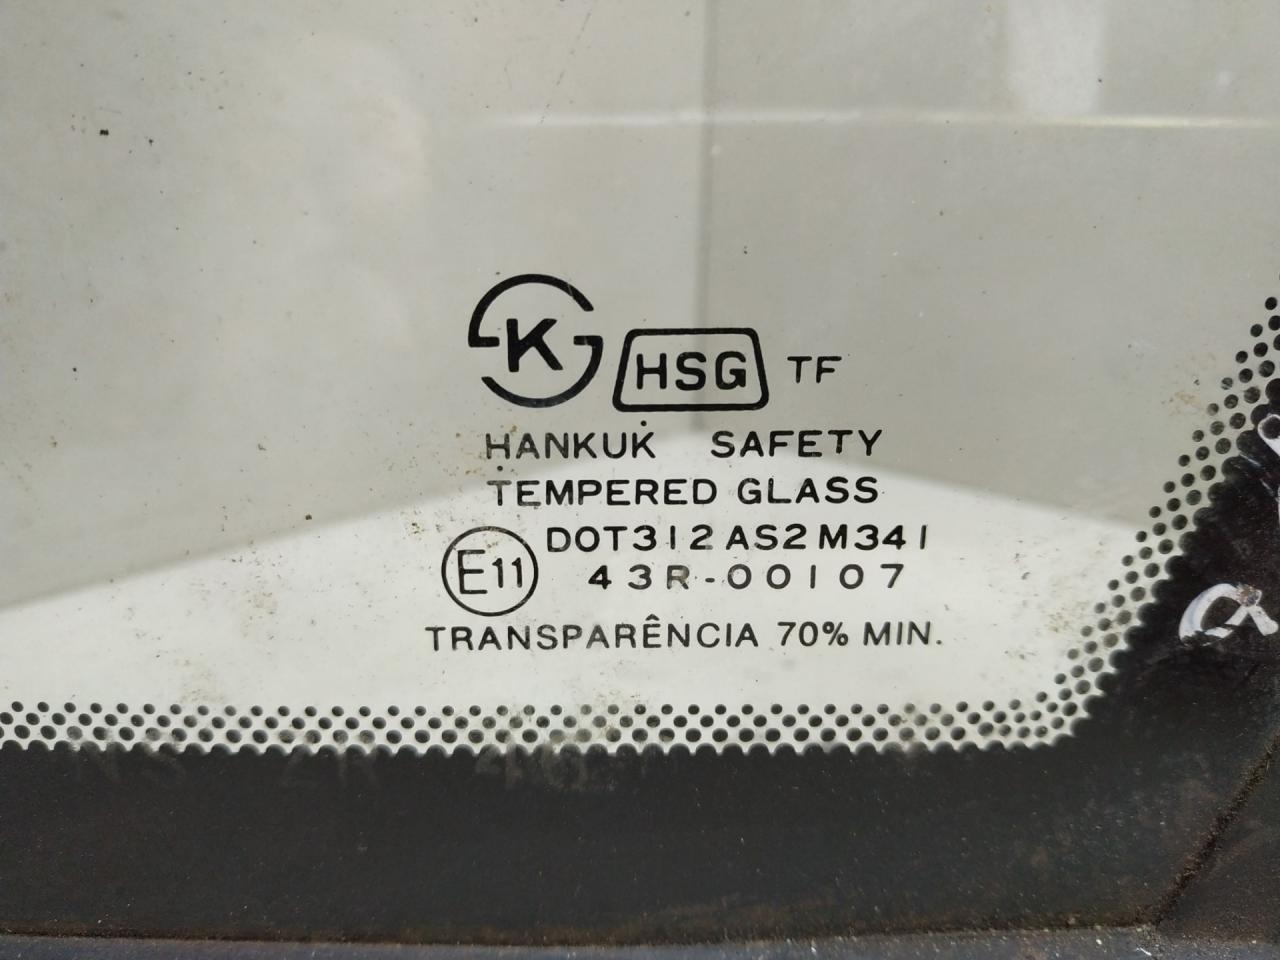 K HSG TF
HANKUK SAFETY
TEMPERED GLASS
DOT312 AS2 M341
E11 43R-00107
TRANSPARÊNCIA 70% MIN.